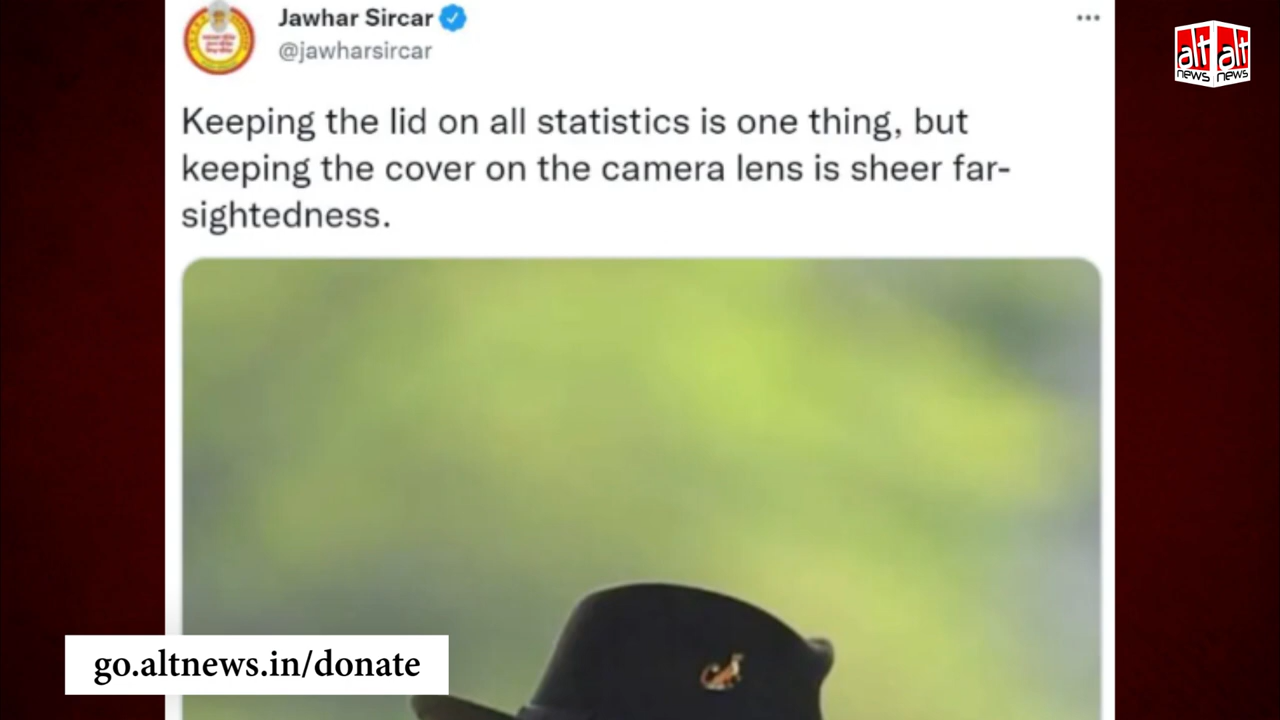 Jawhar Sircar
@jawharsircar
alt alt
news news
Keeping the lid on all statistics is one thing, but
keeping the cover on the camera lens is sheer far-
sightedness.
go.altnews.in/donate